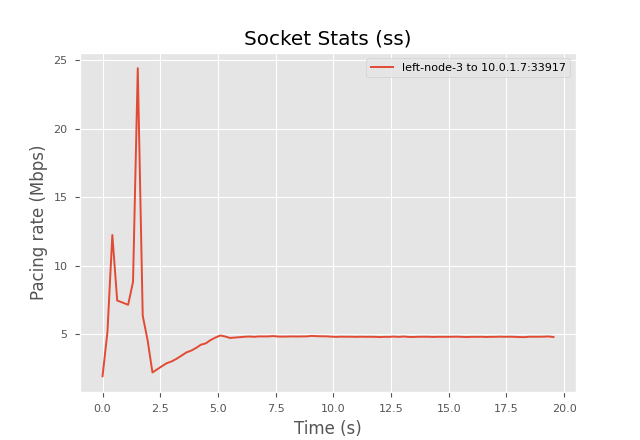 Socket Stats (ss)
left-node-3 to 10.0.1.7:33917
Pacing rate (Mbps)
25
20
15
10
5
0.0 2.5 5.0 7.5 10.0 12.5 15.0 17.5 20.0
Time (s)